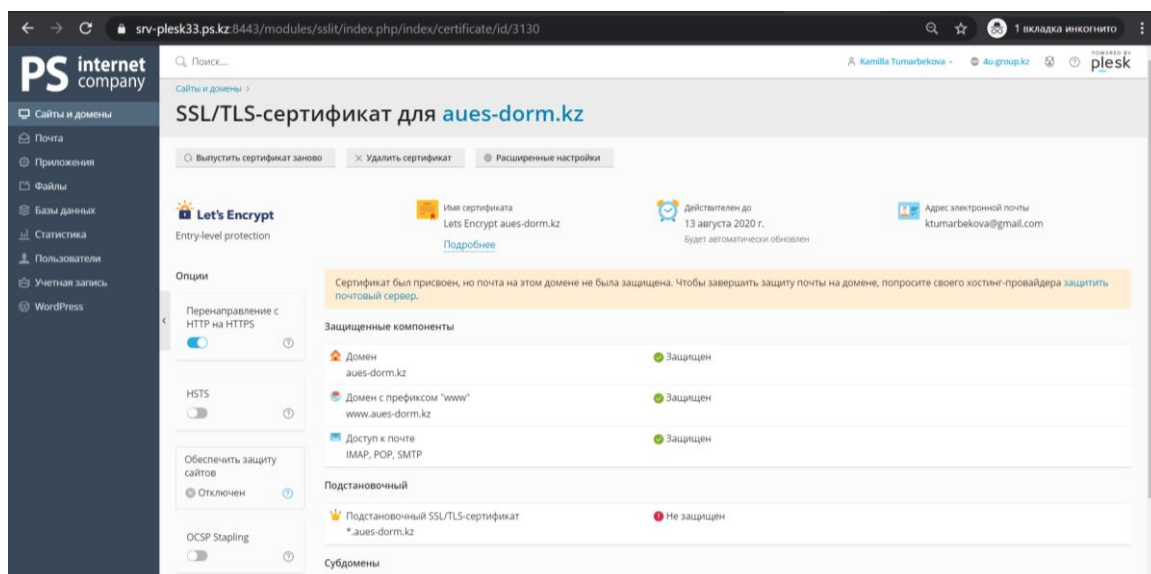 srv-plesk33.ps.kz:8443/modules/sslit/index.php/index/certificate/id/3130
1 вкладка инкогнито
PS internet company
Поиск...
Kamilla Tumarbekova
4u-group.kz
POWERED BY
plesk
Сайты и домены
Почта
Приложения
Файлы
Базы данных
Статистика
Пользователи
Учетная запись
WordPress
Сайты и домены >
SSL/TLS-сертификат для aues-dorm.kz
Выпустить сертификат заново
Удалить сертификат
Расширенные настройки
Let's Encrypt
Entry-level protection
Имя сертификата
Lets Encrypt aues-dorm.kz
Подробнее
Действителен до
13 августа 2020 г.
Будет автоматически обновлен
Адрес электронной почты
ktumarbekova@gmail.com
Опции
Перенаправление с
HTTP на HTTPS
HSTS
Обеспечить защиту
сайтов
Отключен
OCSP Stapling
Сертификат был присвоен, но почта на этом домене не была защищена. Чтобы завершить защиту почты на домене, попросите своего хостинг-провайдера защитить
почтовый сервер.
Защищенные компоненты
Домен
aues-dorm.kz
Защищен
Домен с префиксом "www"
www.aues-dorm.kz
Защищен
Доступ к почте
IMAP, POP, SMTP
Защищен
Подстановочный
Подстановочный SSL/TLS-сертификат
*.aues-dorm.kz
Не защищен
Субдомены